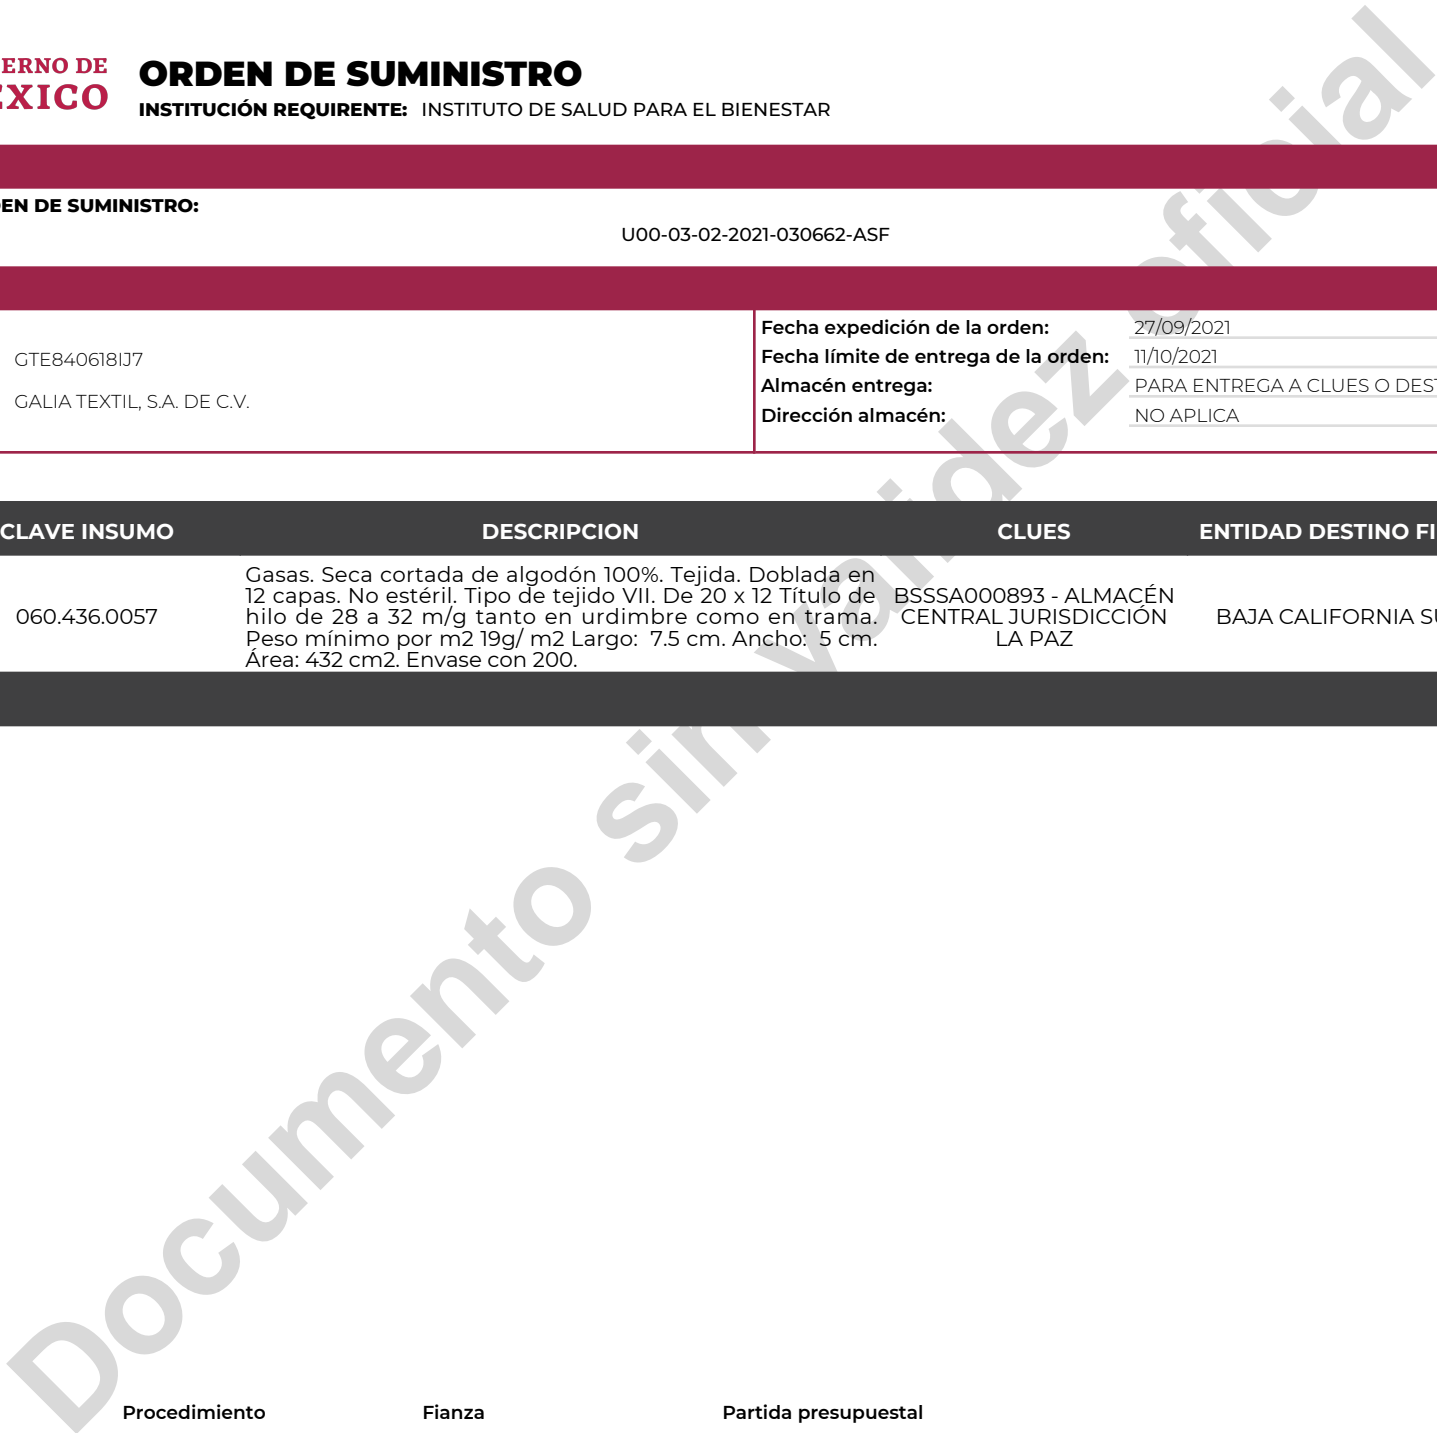 ERNO DE
EXICO
ORDEN DE SUMINISTRO
INSTITUCIÓN REQUIRENTE: INSTITUTO DE SALUD PARA EL BIENESTAR
EN DE SUMINISTRO:
U00-03-02-2021-030662-ASF
GTE840618IJ7
GALIA TEXTIL, S.A. DE C.V.
Fecha expedición de la orden: 27/09/2021
Fecha límite de entrega de la orden: 11/10/2021
Almacén entrega: PARA ENTREGA A CLUES O DEST
Dirección almacén: NO APLICA
CLAVE INSUMO DESCRIPCION CLUES ENTIDAD DESTINO FI
060.436.0057
Gasas. Seca cortada de algodón 100%. Tejida. Doblada en
12 capas. No estéril. Tipo de tejido VII. De 20 x 12 Título de
hilo de 28 a 32 m/g tanto en urdimbre como en trama.
Peso mínimo por m2 19g/ m2 Largo: 7.5 cm. Ancho: 5 cm.
Área: 432 cm2. Envase con 200.
BSSSA000893 - ALMACÉN
CENTRAL JURISDICCIÓN
LA PAZ
BAJA CALIFORNIA SU
Documento sin validez oficial
Procedimiento Fianza Partida presupuestal